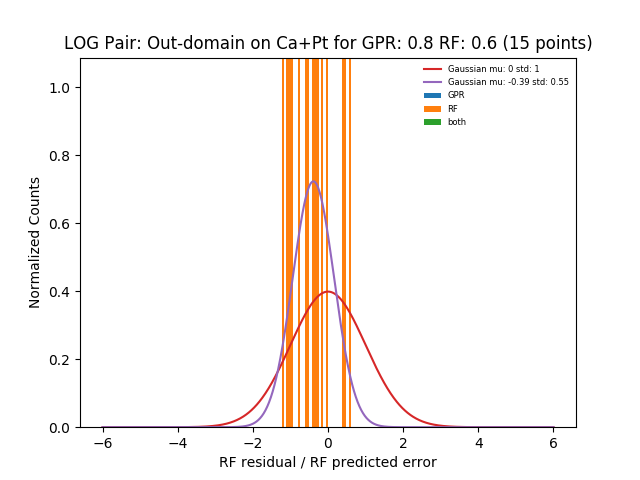 LOG Pair: Out-domain on Ca+Pt for GPR: 0.8 RF: 0.6 (15 points)
Gaussian mu: 0 std: 1
Gaussian mu: -0.39 std: 0.55
GPR
RF
both
Normalized Counts
1.0
0.8
0.6
0.4
0.2
0.0
−6 −4 −2 0 2 4 6
RF residual / RF predicted error